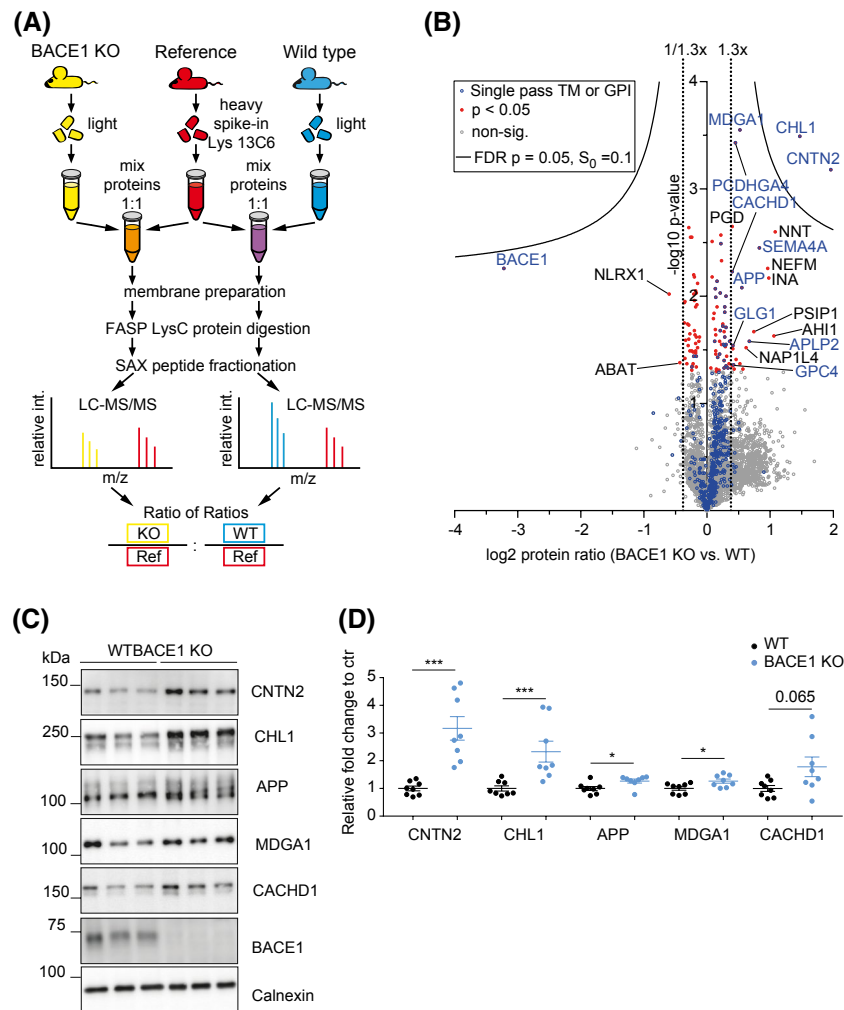 (A)
BACE1 KO
Reference
Wild type
light
heavy
spike-in
Lys 13C6
light
mix
proteins
1:1
mix
proteins
1:1
membrane preparation
FASP LysC protein digestion
SAX peptide fractionation
relative int.
LC-MS/MS
m/z
relative int.
LC-MS/MS
m/z
Ratio of Ratios
KO
Ref
:
WT
Ref
(B)
1/1.3x 1.3x
Single pass TM or GPI
p < 0.05
non-sig.
FDR p = 0.05, S0 =0.1
-log10 p-value
4
3
2
1
MDGA1
CHL1
CNTN2
PCDHGA4
CACHD1
PGD
NNT
SEMA4A
BACE1
NLRX1
NEFM
APP
INA
GLG1
PSIP1
AHI1
APLP2
ABAT
NAP1L4
GPC4
-4 -3 -2 -1 0 1 2
log2 protein ratio (BACE1 KO vs. WT)
(C)
kDa
WTBACE1 KO
150
CNTN2
250
CHL1
100
APP
100
MDGA1
150
CACHD1
75
BACE1
100
Calnexin
(D)
WT
BACE1 KO
Relative fold change to ctr
5
4
3
2
1
0
***
***
*
*
0.065
CNTN2 CHL1 APP MDGA1 CACHD1